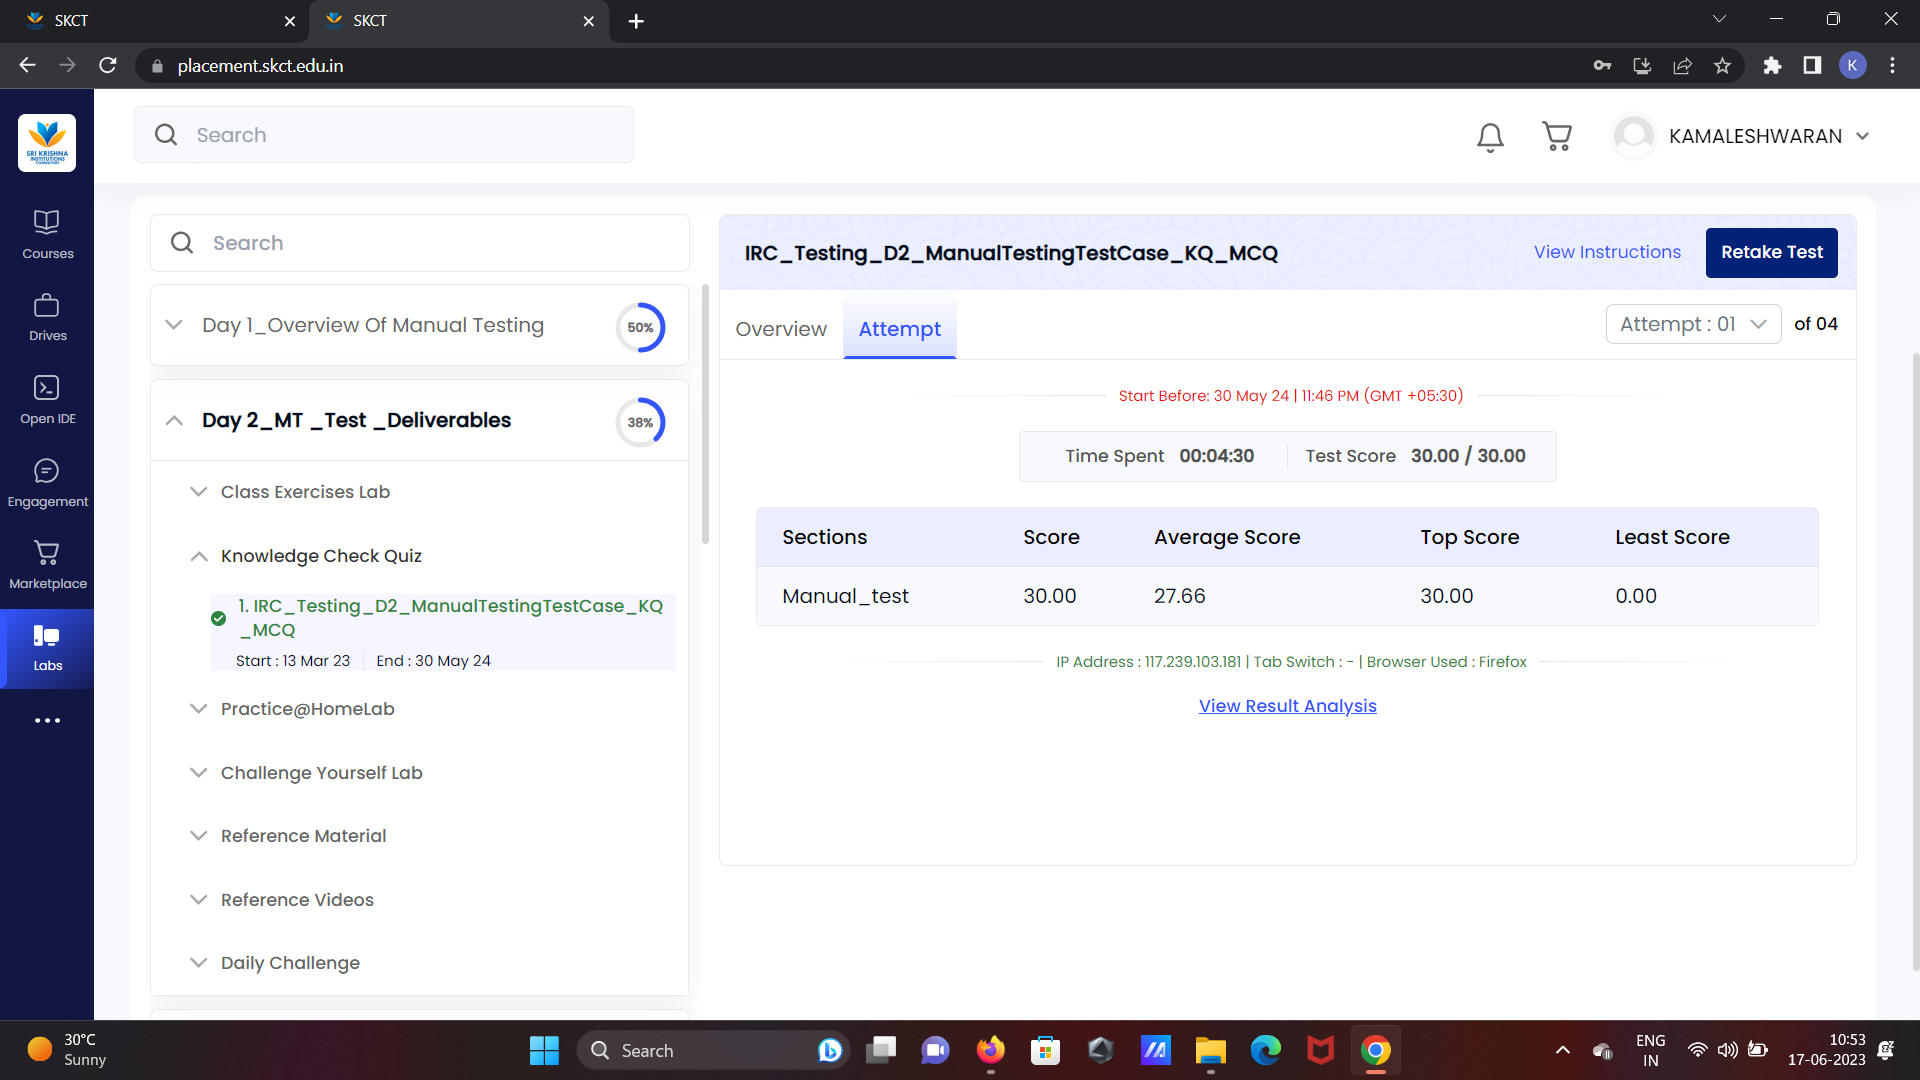 SKCT
SKCT
placement.skct.edu.in
K
SRI KRISHNA
INSTITUTIONS
Search
KAMALESHWARAN
Courses
Drives
Open IDE
Engagement
Marketplace
Labs
Search
Day 1_Overview Of Manual Testing
50%
Day 2_MT _Test _Deliverables
38%
Class Exercises Lab
Knowledge Check Quiz
1. IRC_Testing_D2_ManualTestingTestCase_KQ
_MCQ
Start : 13 Mar 23 End : 30 May 24
Practice@HomeLab
Challenge Yourself Lab
Reference Material
Reference Videos
Daily Challenge
IRC_Testing_D2_ManualTestingTestCase_KQ_MCQ
View Instructions
Retake Test
Overview
Attempt
Attempt : 01 of 04
Start Before: 30 May 24 | 11:46 PM (GMT +05:30)
Time Spent 00:04:30 Test Score 30.00 / 30.00
Sections Score Average Score Top Score Least Score
Manual_test 30.00 27.66 30.00 0.00
IP Address : 117.239.103.181 | Tab Switch : - | Browser Used : Firefox
View Result Analysis
30°C
Sunny
Search
ENG
IN
10:53
17-06-2023